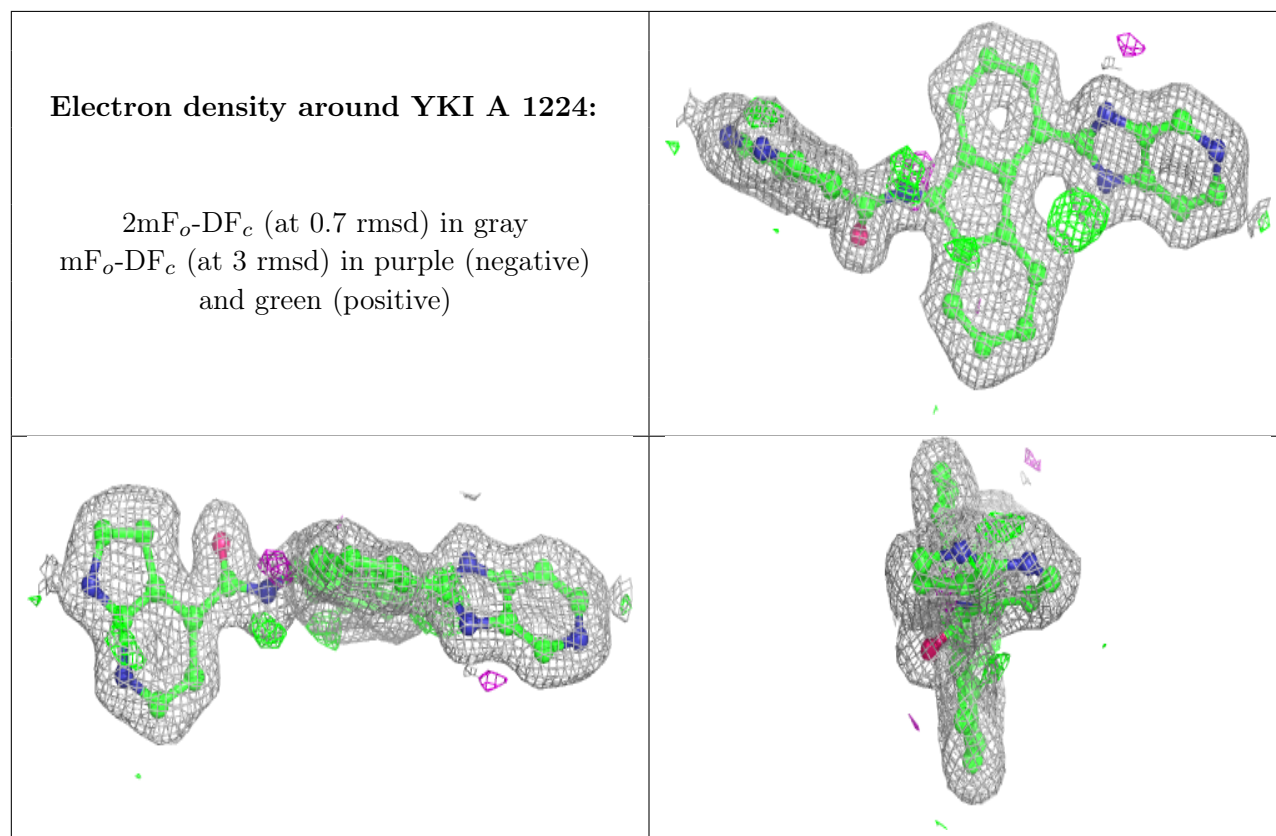 Electron density around YKI A 1224:
2mFo-DFc (at 0.7 rmsd) in gray
mFo-DFc (at 3 rmsd) in purple (negative)
and green (positive)